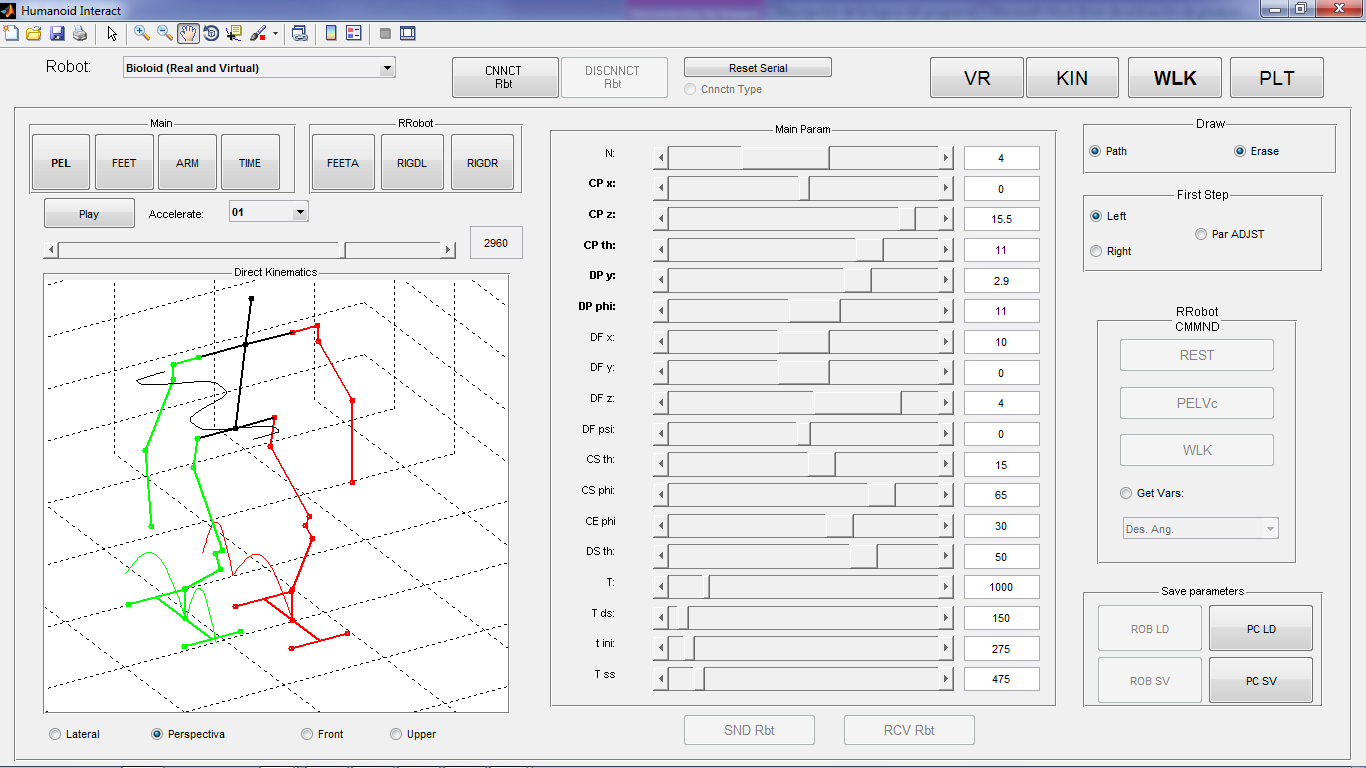 Humanoid Interact
Robot:
Bioloid (Real and Virtual)
CNNCT
Rbt
DISCNNCT
Rbt
Reset Serial
Cnnctn Type
VR
KIN
WLK
PLT
Main
PEL
FEET
ARM
TIME
RRobot
FEETA
RIGDL
RIGDR
Play
Accelerate:
01
2960
Direct Kinematics
Lateral
Perspectiva
Front
Upper
Main Param
N: 4
CP x: 0
CP z: 15.5
CP th: 11
DP y: 2.9
DP phi: 11
DF x: 10
DF y: 0
DF z: 4
DF psi: 0
CS th: 15
CS phi: 65
CE phi 30
DS th: 50
T: 1000
T ds: 150
t ini: 275
T ss 475
SND Rbt
RCV Rbt
Draw
Path
Erase
First Step
Left
Par ADJST
Right
RRobot
CMMND
REST
PELVc
WLK
Get Vars:
Des. Ang.
Save parameters
ROB LD
PC LD
ROB SV
PC SV